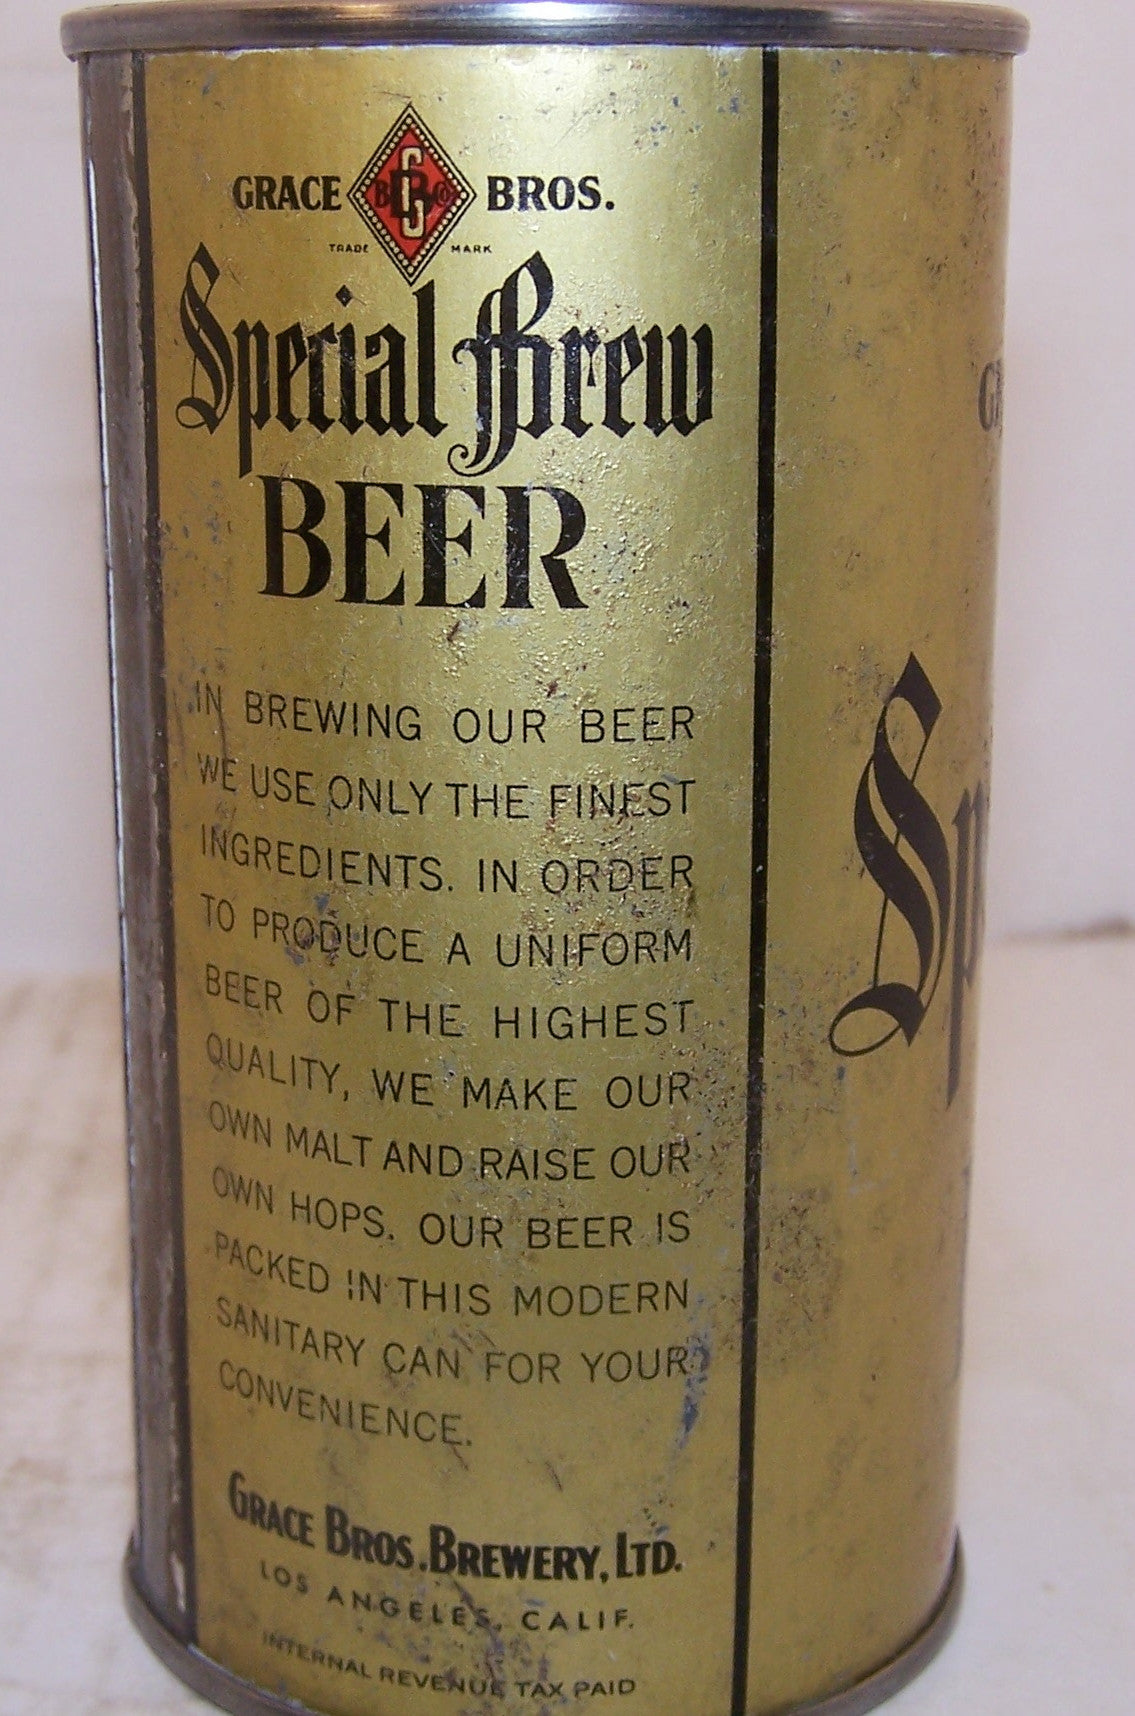 GRACE BROS.
TRADE MARK
Special Brew
BEER
IN BREWING OUR BEER
WE USE ONLY THE FINEST
INGREDIENTS. IN ORDER
TO PRODUCE A UNIFORM
BEER OF THE HIGHEST
QUALITY, WE MAKE OUR
OWN MALT AND RAISE OUR
OWN HOPS. OUR BEER IS
PACKED IN THIS MODERN
SANITARY CAN FOR YOUR
CONVENIENCE.
GRACE BROS. BREWERY, LTD.
LOS ANGELES, CALIF.
INTERNAL REVENUE TAX PAID
Sp